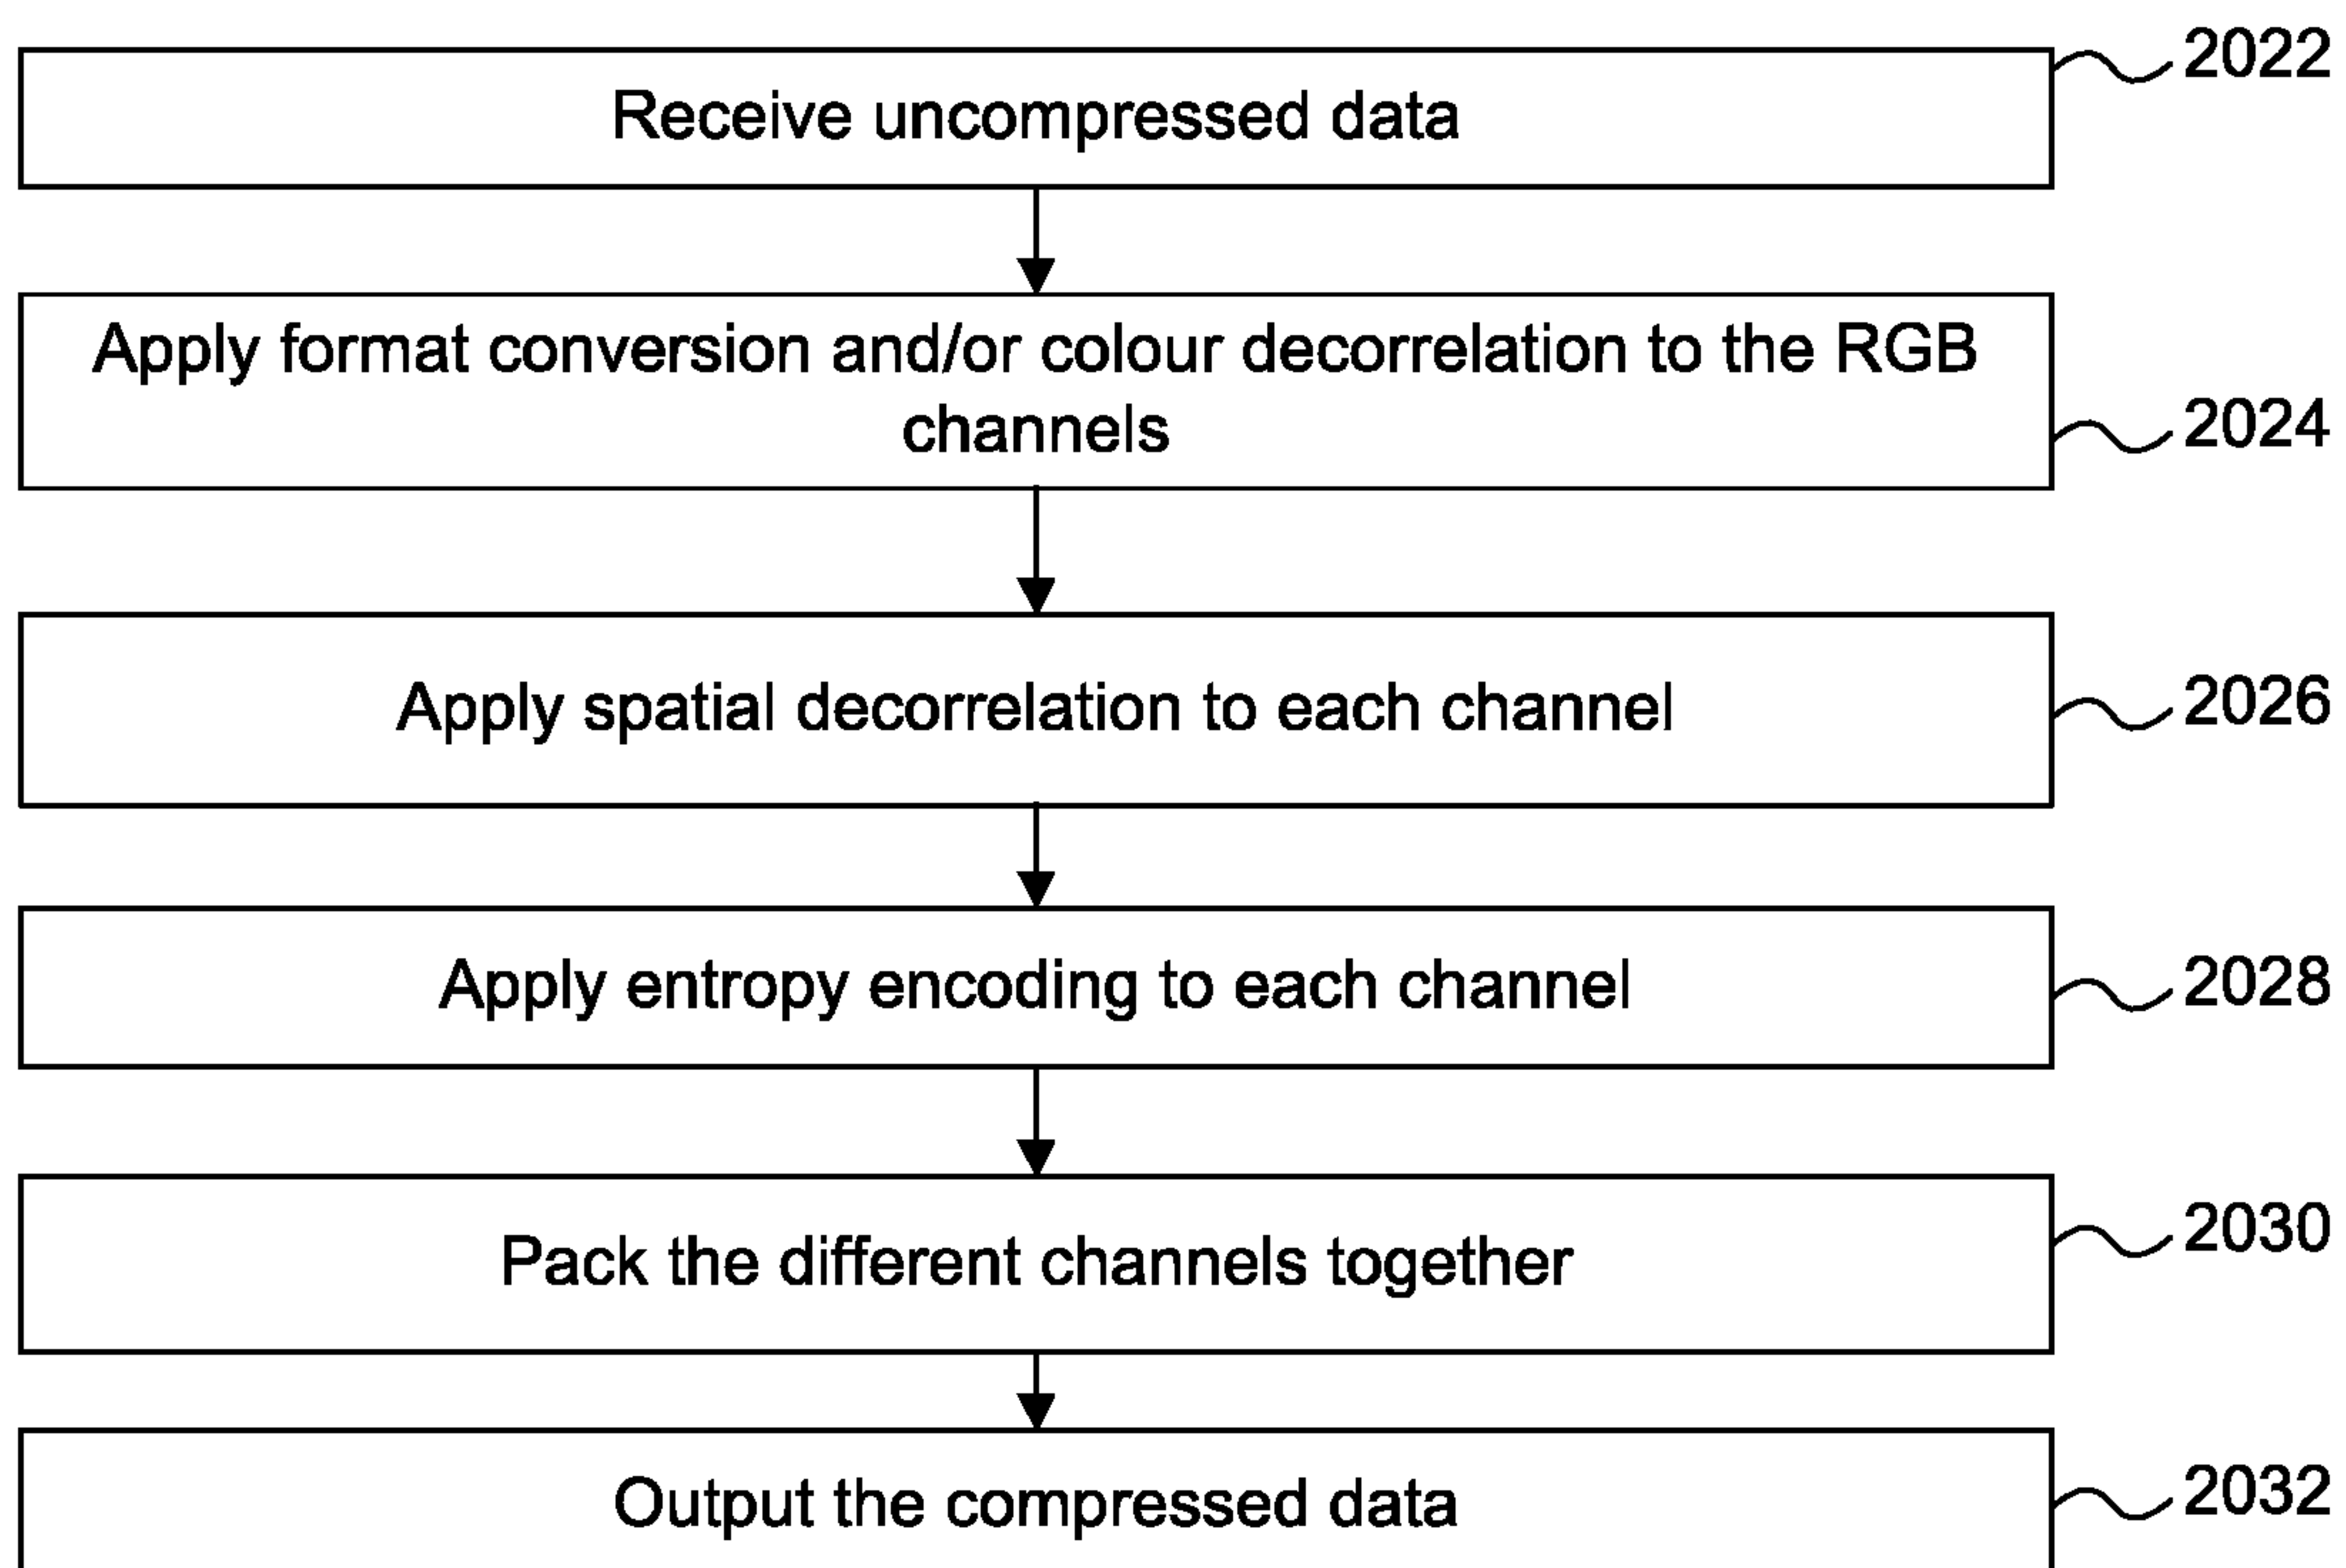 2022
Receive uncompressed data
Apply format conversion and/or colour decorrelation to the RGB
channels
2024
Apply spatial decorrelation to each channel
2026
Apply entropy encoding to each channel
2028
Pack the different channels together
2030
Output the compressed data
2032